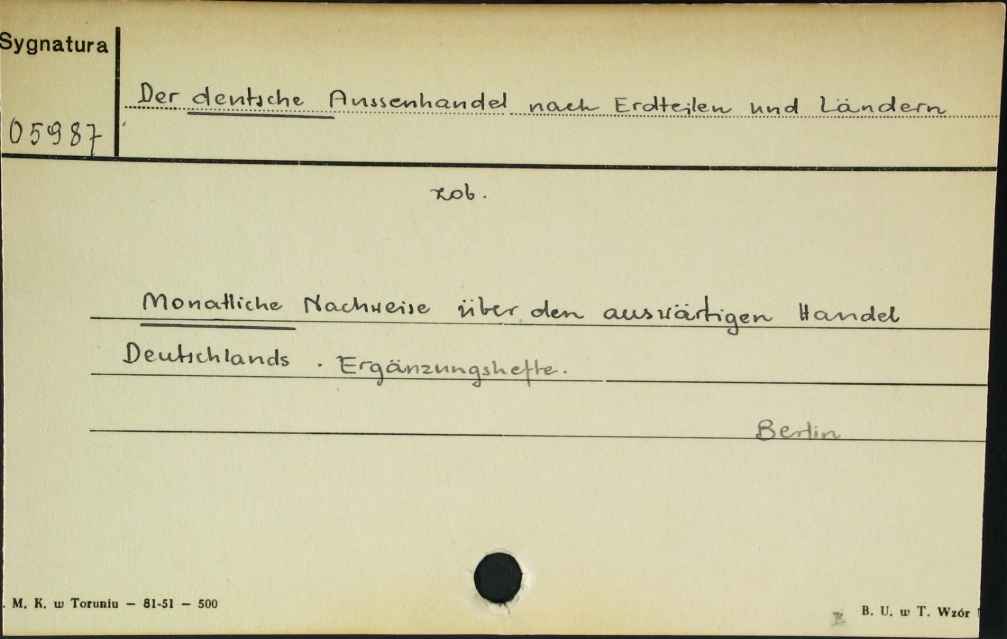 Sygnatura
Der deutsche Aussenhandel nach Erdteilen und Ländern
05987
zob.
Monatliche Nachweise über den auswärtigen Handel
Deutschlands. Ergänzungshefte.
Berlin
. M. K. w Toruniu — 81-51 — 500
B. U. w T. Wzór